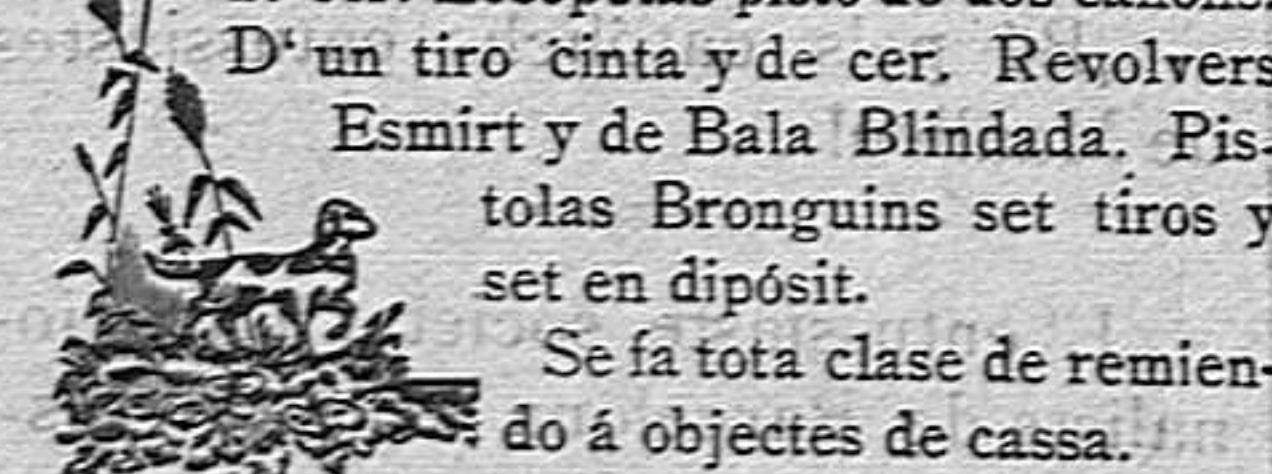 D' un tiro cinta y de cer. Revolvers
Esmirt y de Bala Blindada. Pis-
tolas Bronguins set tiros y
set en dipósit.
Se fa tota clase de remien-
do á objectes de cassa.